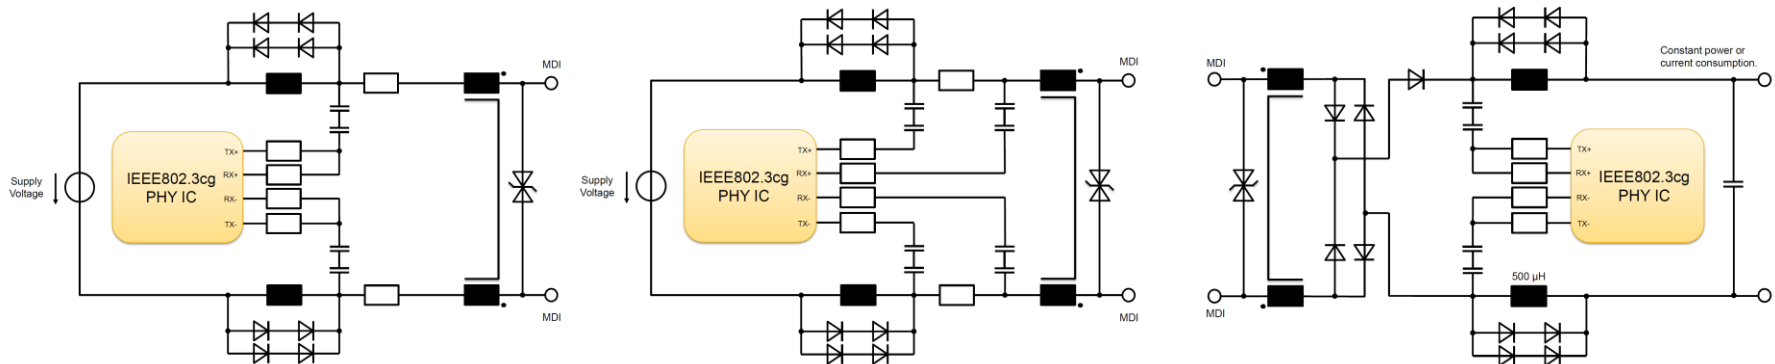 MDI
TX+
RX+
RX-
TX-
IEEE802.3cg
PHY IC
Supply
Voltage
MDI
MDI
TX+
RX+
RX-
TX-
IEEE802.3cg
PHY IC
Supply
Voltage
MDI
Constant power or
current consumption.
MDI
TX+
RX+
RX-
TX-
IEEE802.3cg
PHY IC
500 µH
MDI